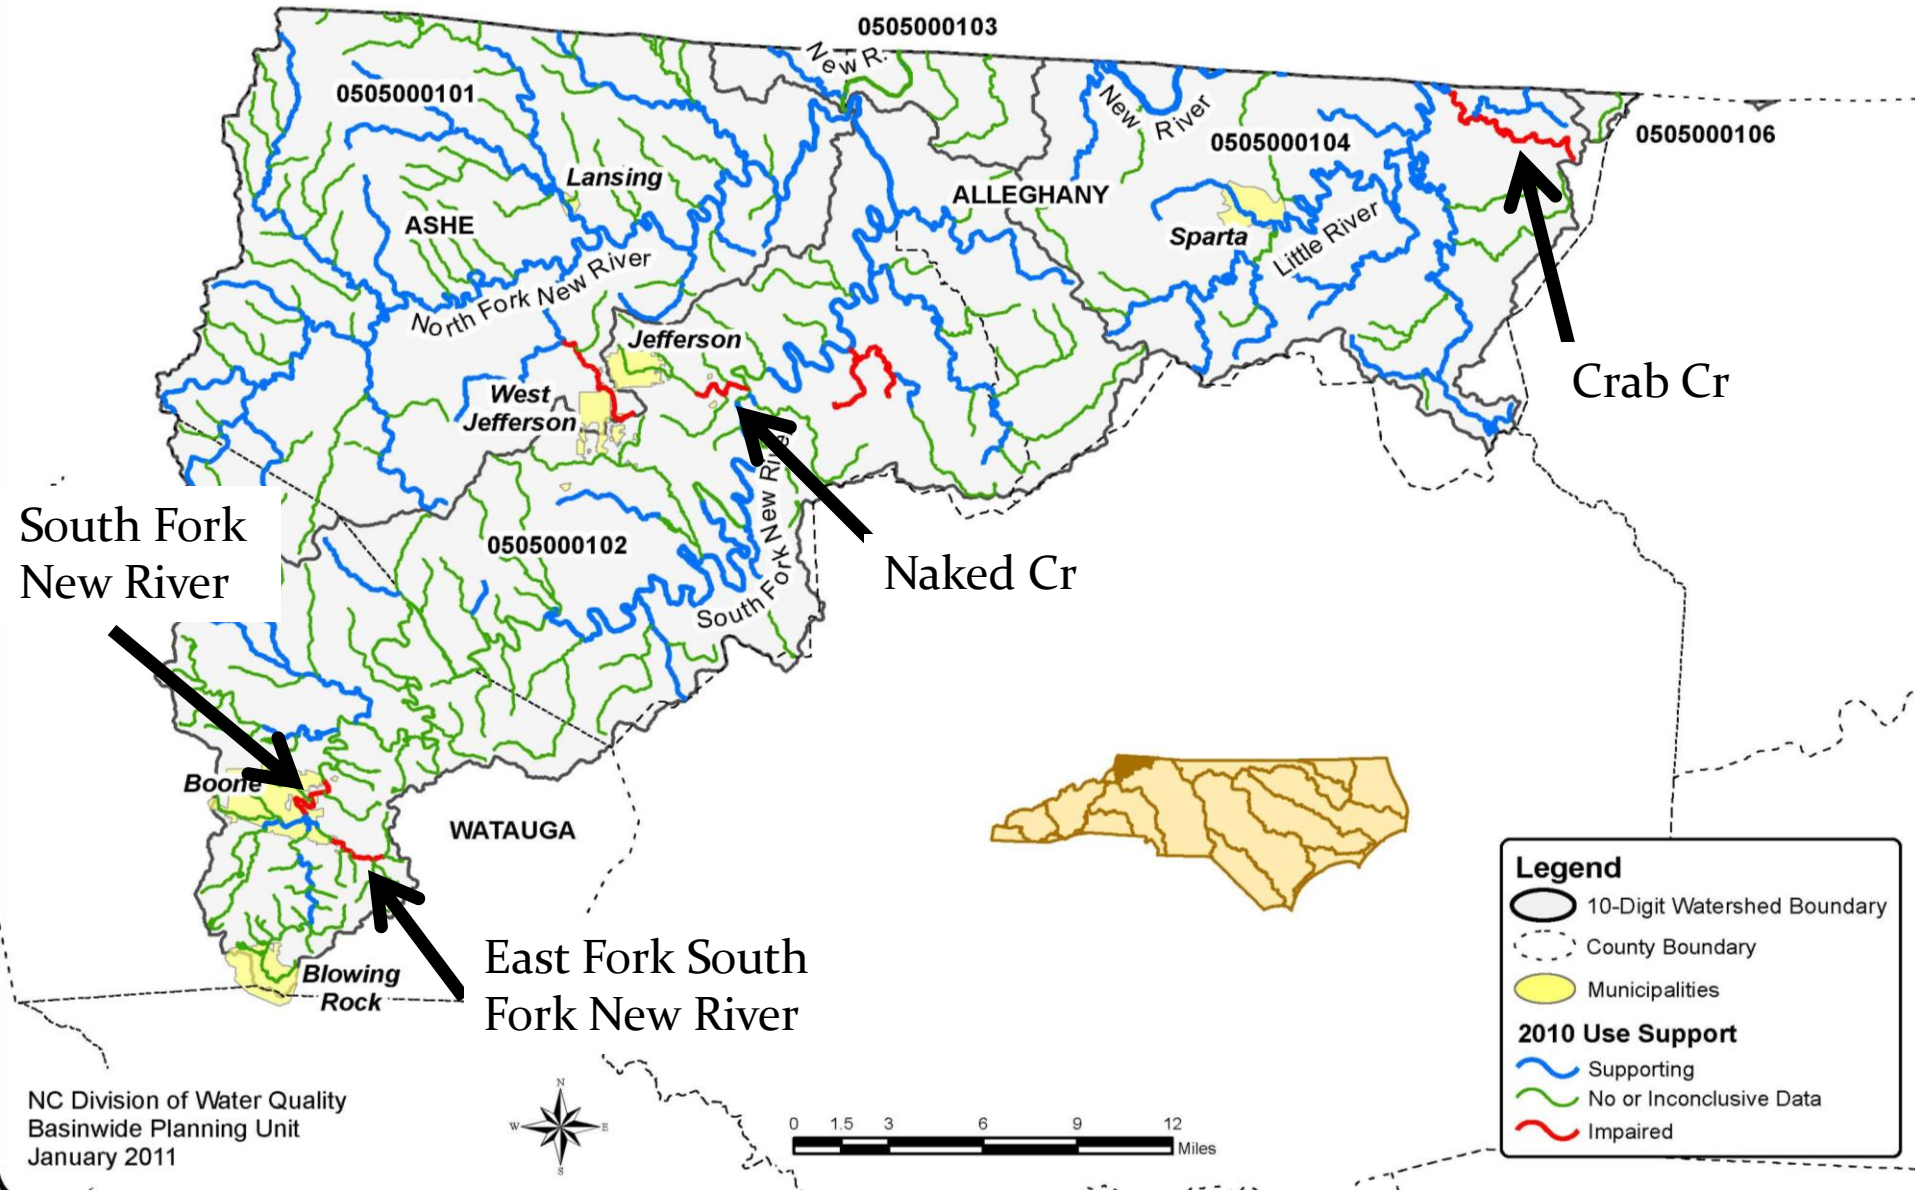 0505000103
New R.
0505000101
New River
0505000104
0505000106
Lansing
ALLEGHANY
ASHE
Sparta
Little River
North Fork New River
Jefferson
Crab Cr
West
Jefferson
South Fork
New River
0505000102
South Fork New Rive
Naked Cr
Boone
WATAUGA
East Fork South
Fork New River
Blowing
Rock
Legend
10-Digit Watershed Boundary
County Boundary
Municipalities
2010 Use Support
Supporting
No or Inconclusive Data
Impaired
NC Division of Water Quality
Basinwide Planning Unit
January 2011
N
W E
S
0 1.5 3 6 9 12
Miles